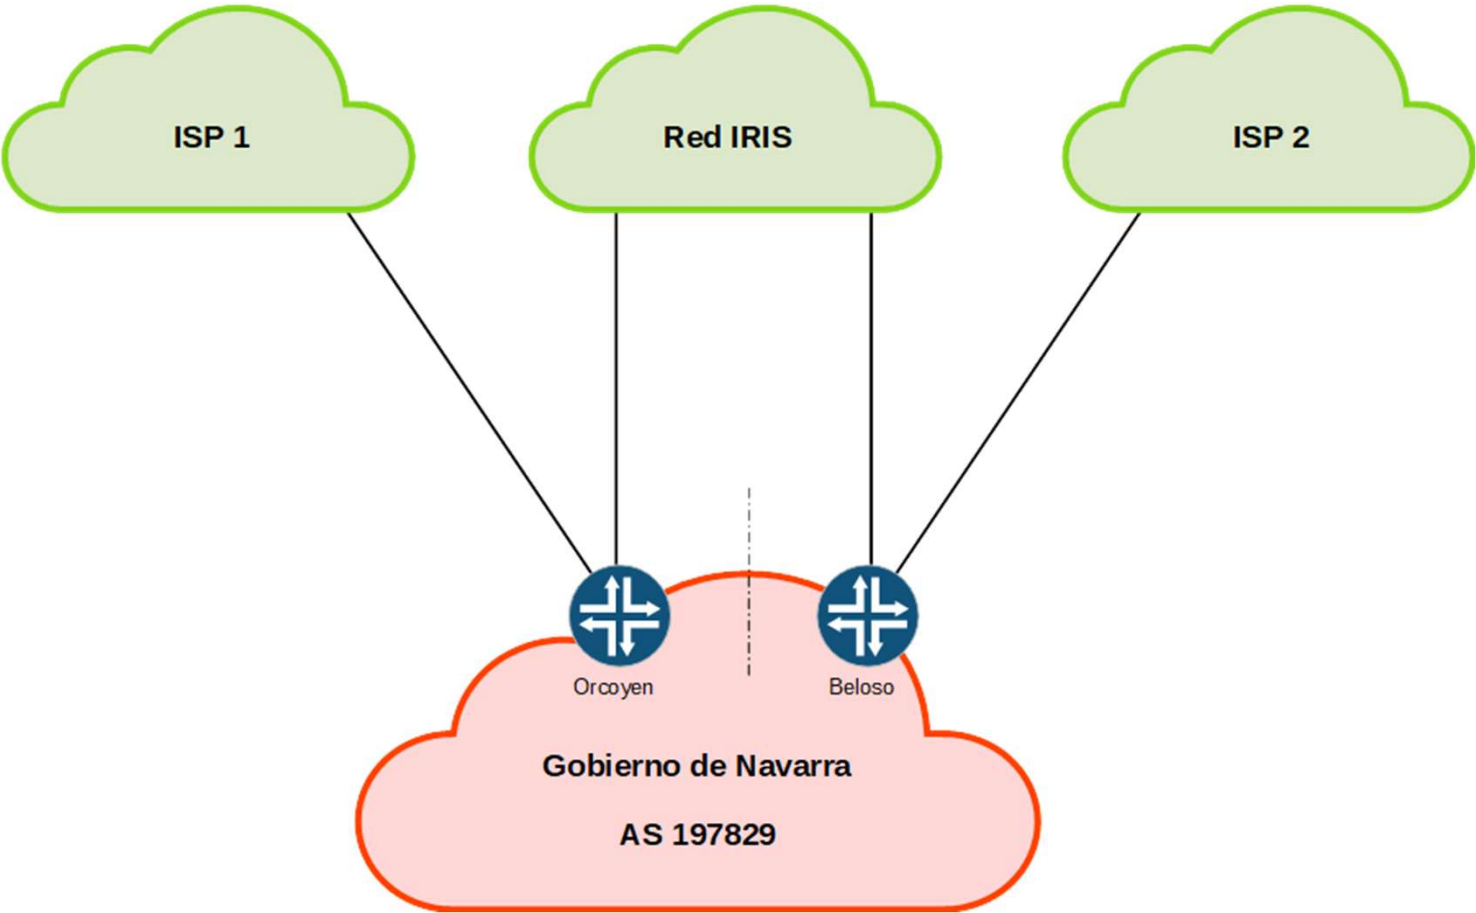 ISP 1
Red IRIS
ISP 2
Orcoyen
Beloso
Gobierno de Navarra
AS 197829